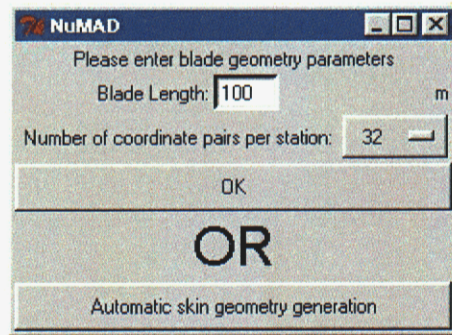 NuMAD
Please enter blade geometry parameters
Blade Length: 100 m
Number of coordinate pairs per station: 32
OK
OR
Automatic skin geometry generation